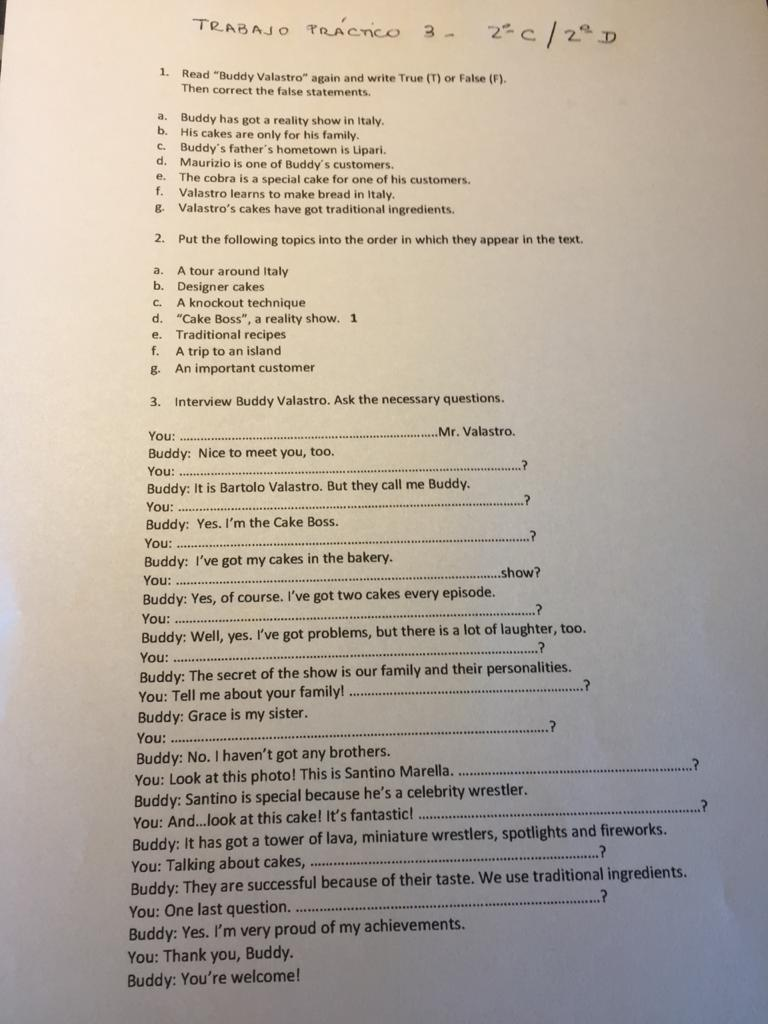 TRABAJO PRÁCTICO 3 - 2º C / 2º D
1. Read "Buddy Valastro" again and write True (T) or False (F).
Then correct the false statements.
a. Buddy has got a reality show in Italy.
b. His cakes are only for his family.
c. Buddy´s father´s hometown is Lipari.
d. Maurizio is one of Buddy´s customers.
e. The cobra is a special cake for one of his customers.
f. Valastro learns to make bread in Italy.
g. Valastro's cakes have got traditional ingredients.
2. Put the following topics into the order in which they appear in the text.
a. A tour around Italy
b. Designer cakes
c. A knockout technique
d. "Cake Boss", a reality show. 1
e. Traditional recipes
f. A trip to an island
g. An important customer
3. Interview Buddy Valastro. Ask the necessary questions.
You: ..........................................................Mr. Valastro.
Buddy: Nice to meet you, too.
You: ..............................................................................?
Buddy: It is Bartolo Valastro. But they call me Buddy.
You: ..............................................................................?
Buddy: Yes. I'm the Cake Boss.
You: ..............................................................................?
Buddy: I've got my cakes in the bakery.
You: ........................................................................show?
Buddy: Yes, of course. I've got two cakes every episode.
You: ..............................................................................?
Buddy: Well, yes. I've got problems, but there is a lot of laughter, too.
You: ..............................................................................?
Buddy: The secret of the show is our family and their personalities.
You: Tell me about your family! ..................................................?
Buddy: Grace is my sister.
You: ..............................................................................?
Buddy: No. I haven't got any brothers.
You: Look at this photo! This is Santino Marella. ..................................................?
Buddy: Santino is special because he's a celebrity wrestler.
You: And...look at this cake! It's fantastic! ............................................................?
Buddy: It has got a tower of lava, miniature wrestlers, spotlights and fireworks.
You: Talking about cakes, ............................................................?
Buddy: They are successful because of their taste. We use traditional ingredients.
You: One last question. ..................................................................?
Buddy: Yes. I'm very proud of my achievements.
You: Thank you, Buddy.
Buddy: You're welcome!